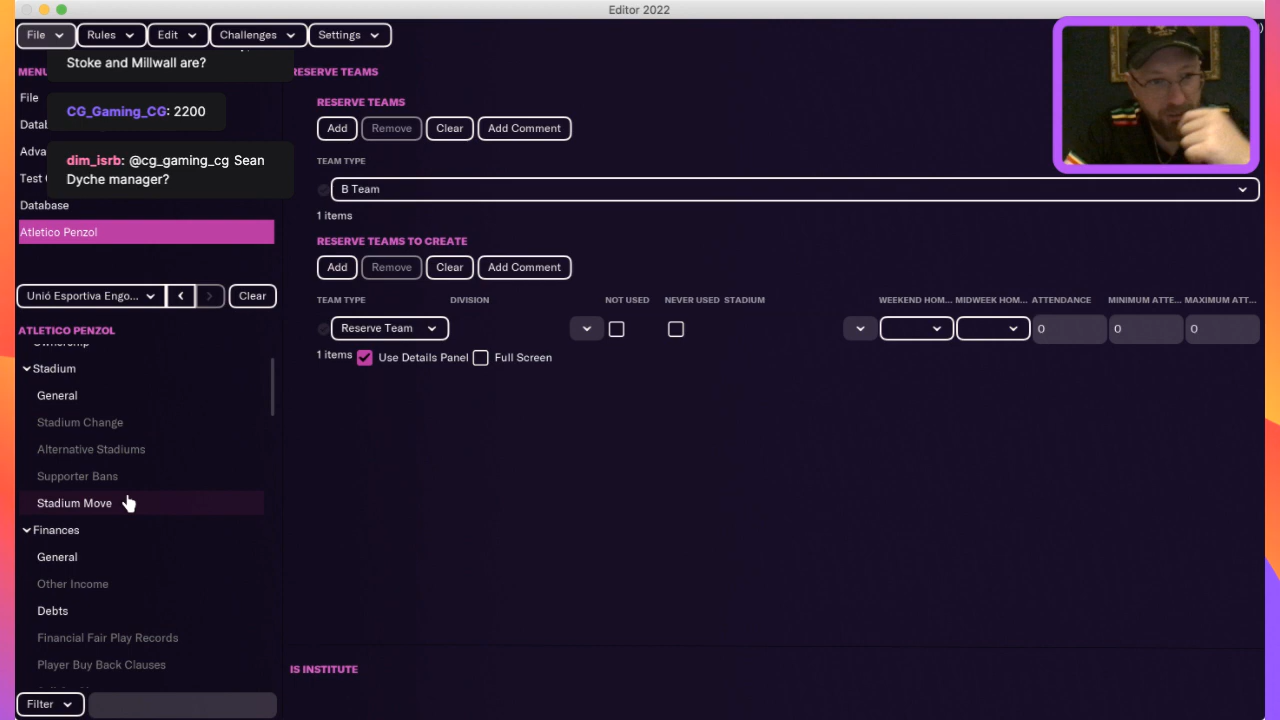 Editor 2022
File Rules Edit Challenges Settings
Stoke and Millwall are?
CG_Gaming_CG: 2200
dim_isrb: @cg_gaming_cg Sean
Dyche manager?
MENU
File
Datab
Adva
Test
Database
Atletico Penzol
Unió Esportiva Engo... Clear
ATLETICO PENZOL
Ownership
Stadium
General
Stadium Change
Alternative Stadiums
Supporter Bans
Stadium Move
Finances
General
Other Income
Debts
Financial Fair Play Records
Player Buy Back Clauses
Filter
RESERVE TEAMS
RESERVE TEAMS
Add Remove Clear Add Comment
TEAM TYPE
B Team
1 items
RESERVE TEAMS TO CREATE
Add Remove Clear Add Comment
TEAM TYPE DIVISION NOT USED NEVER USED STADIUM WEEKEND HOM... MIDWEEK HOM... ATTENDANCE MINIMUM ATTE... MAXIMUM ATT...
Reserve Team 0 0 0
1 items Use Details Panel Full Screen
IS INSTITUTE